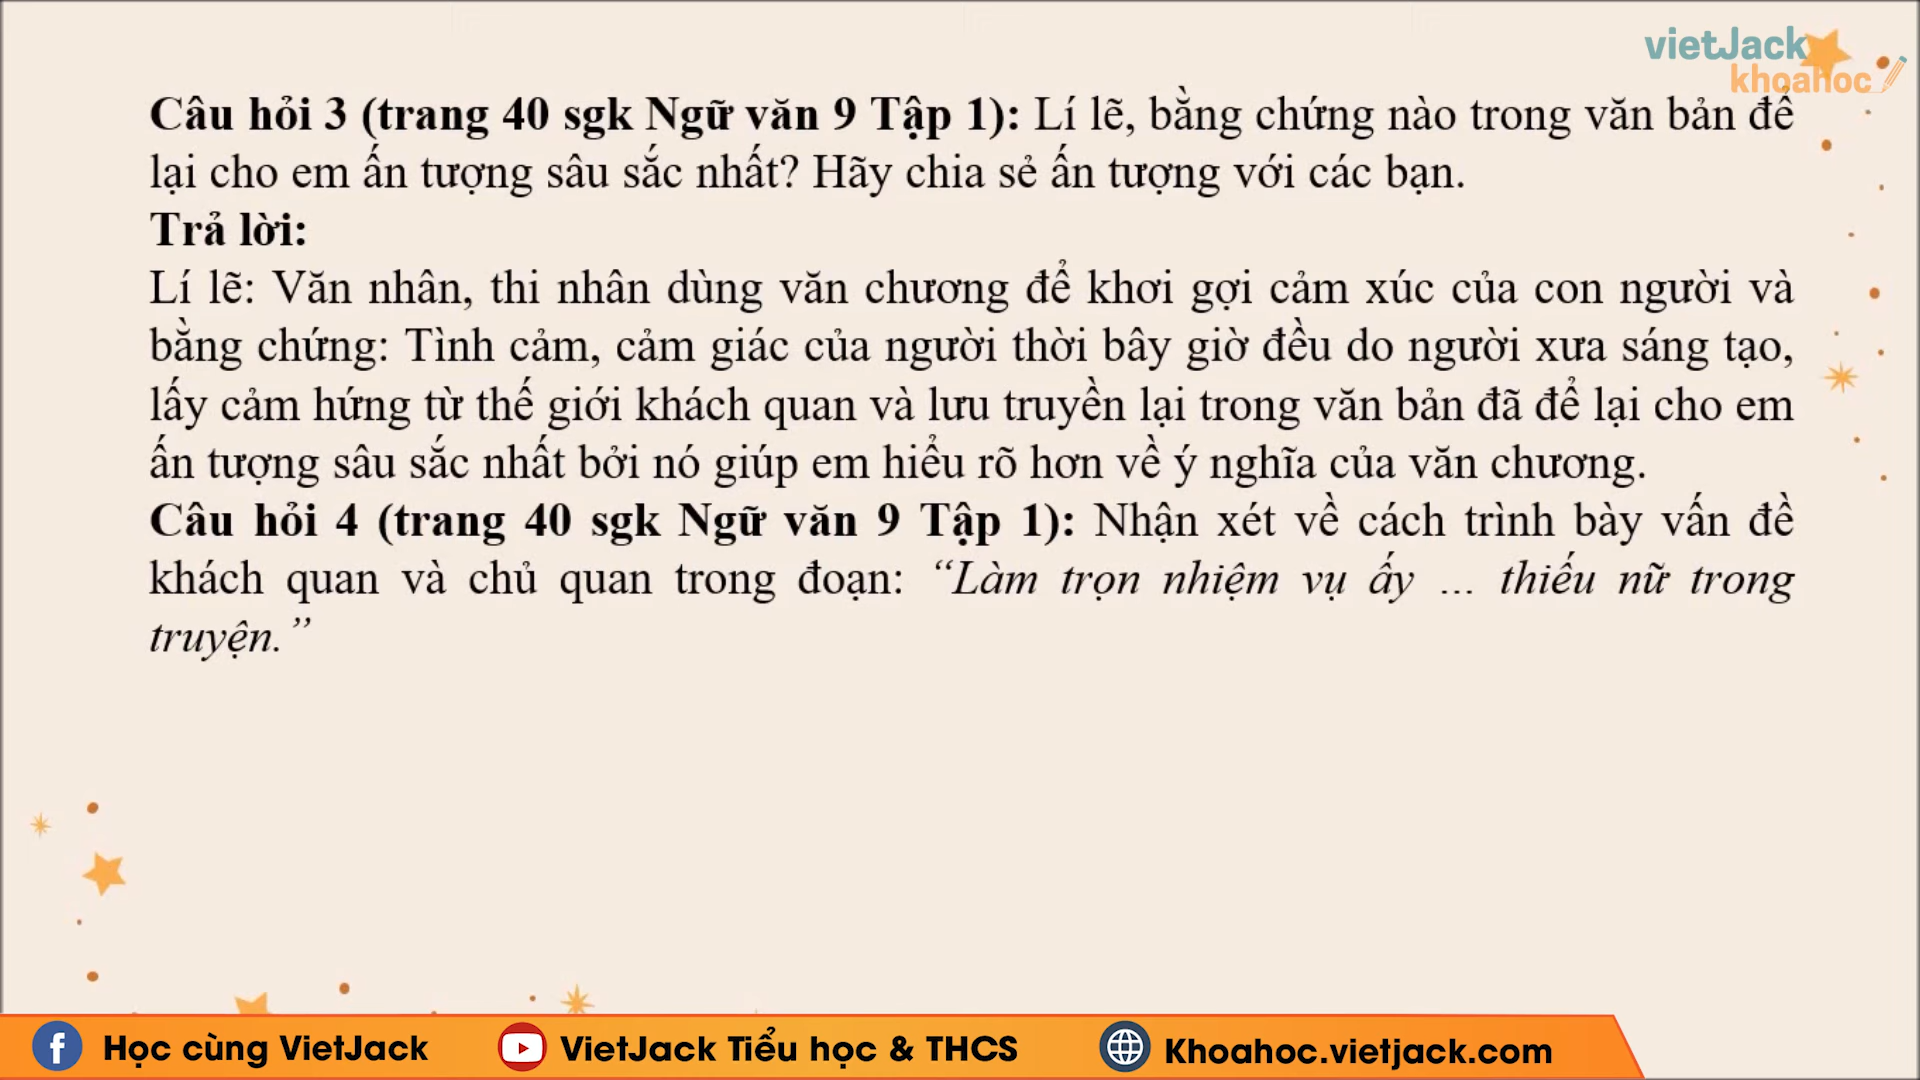 vietJack
khoahoc
Câu hỏi 3 (trang 40 sgk Ngữ văn 9 Tập 1): Lí lẽ, bằng chứng nào trong văn bản để
lại cho em ấn tượng sâu sắc nhất? Hãy chia sẻ ấn tượng với các bạn.
Trả lời:
Lí lẽ: Văn nhân, thi nhân dùng văn chương để khơi gợi cảm xúc của con người và
bằng chứng: Tình cảm, cảm giác của người thời bây giờ đều do người xưa sáng tạo,
lấy cảm hứng từ thế giới khách quan và lưu truyền lại trong văn bản đã để lại cho em
ấn tượng sâu sắc nhất bởi nó giúp em hiểu rõ hơn về ý nghĩa của văn chương.
Câu hỏi 4 (trang 40 sgk Ngữ văn 9 Tập 1): Nhận xét về cách trình bày vấn đề
khách quan và chủ quan trong đoạn: “Làm trọn nhiệm vụ ấy ... thiếu nữ trong
truyện.”
Học cùng VietJack
VietJack Tiểu học & THCS
Khoahoc.vietjack.com